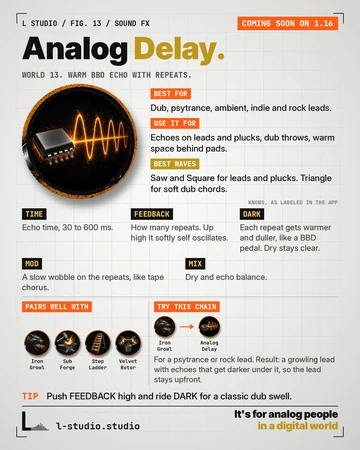 L STUDIO / FIG. 13 / SOUND FX
COMING SOON ON 1.16
Analog Delay.
WORLD 13. WARM BBD ECHO WITH REPEATS.
BEST FOR
Dub, psytrance, ambient, indie and rock leads.
USE IT FOR
Echoes on leads and plucks, dub throws, warm
space behind pads.
BEST WAVES
Saw and Square for leads and plucks. Triangle
for soft dub chords.
KNOBS, AS LABELED IN THE APP
TIME
Echo time, 30 to 600 ms.
FEEDBACK
How many repeats. Up
high it softly self oscillates.
DARK
Each repeat gets warmer
and duller, like a BBD
pedal. Dry stays clear.
MOD
A slow wobble on the repeats, like tape
chorus.
MIX
Dry and echo balance.
PAIRS WELL WITH
Iron
Growl
Sub
Forge
Step
Ladder
Velvet
Rotor
TRY THIS CHAIN
Iron
Growl
Analog
Delay
For a psytrance or rock lead. Result: a growling lead
with echoes that get darker under it, so the lead
stays upfront.
TIP Push FEEDBACK high and ride DARK for a classic dub swell.
L l-studio.studio
It's for analog people
in a digital world